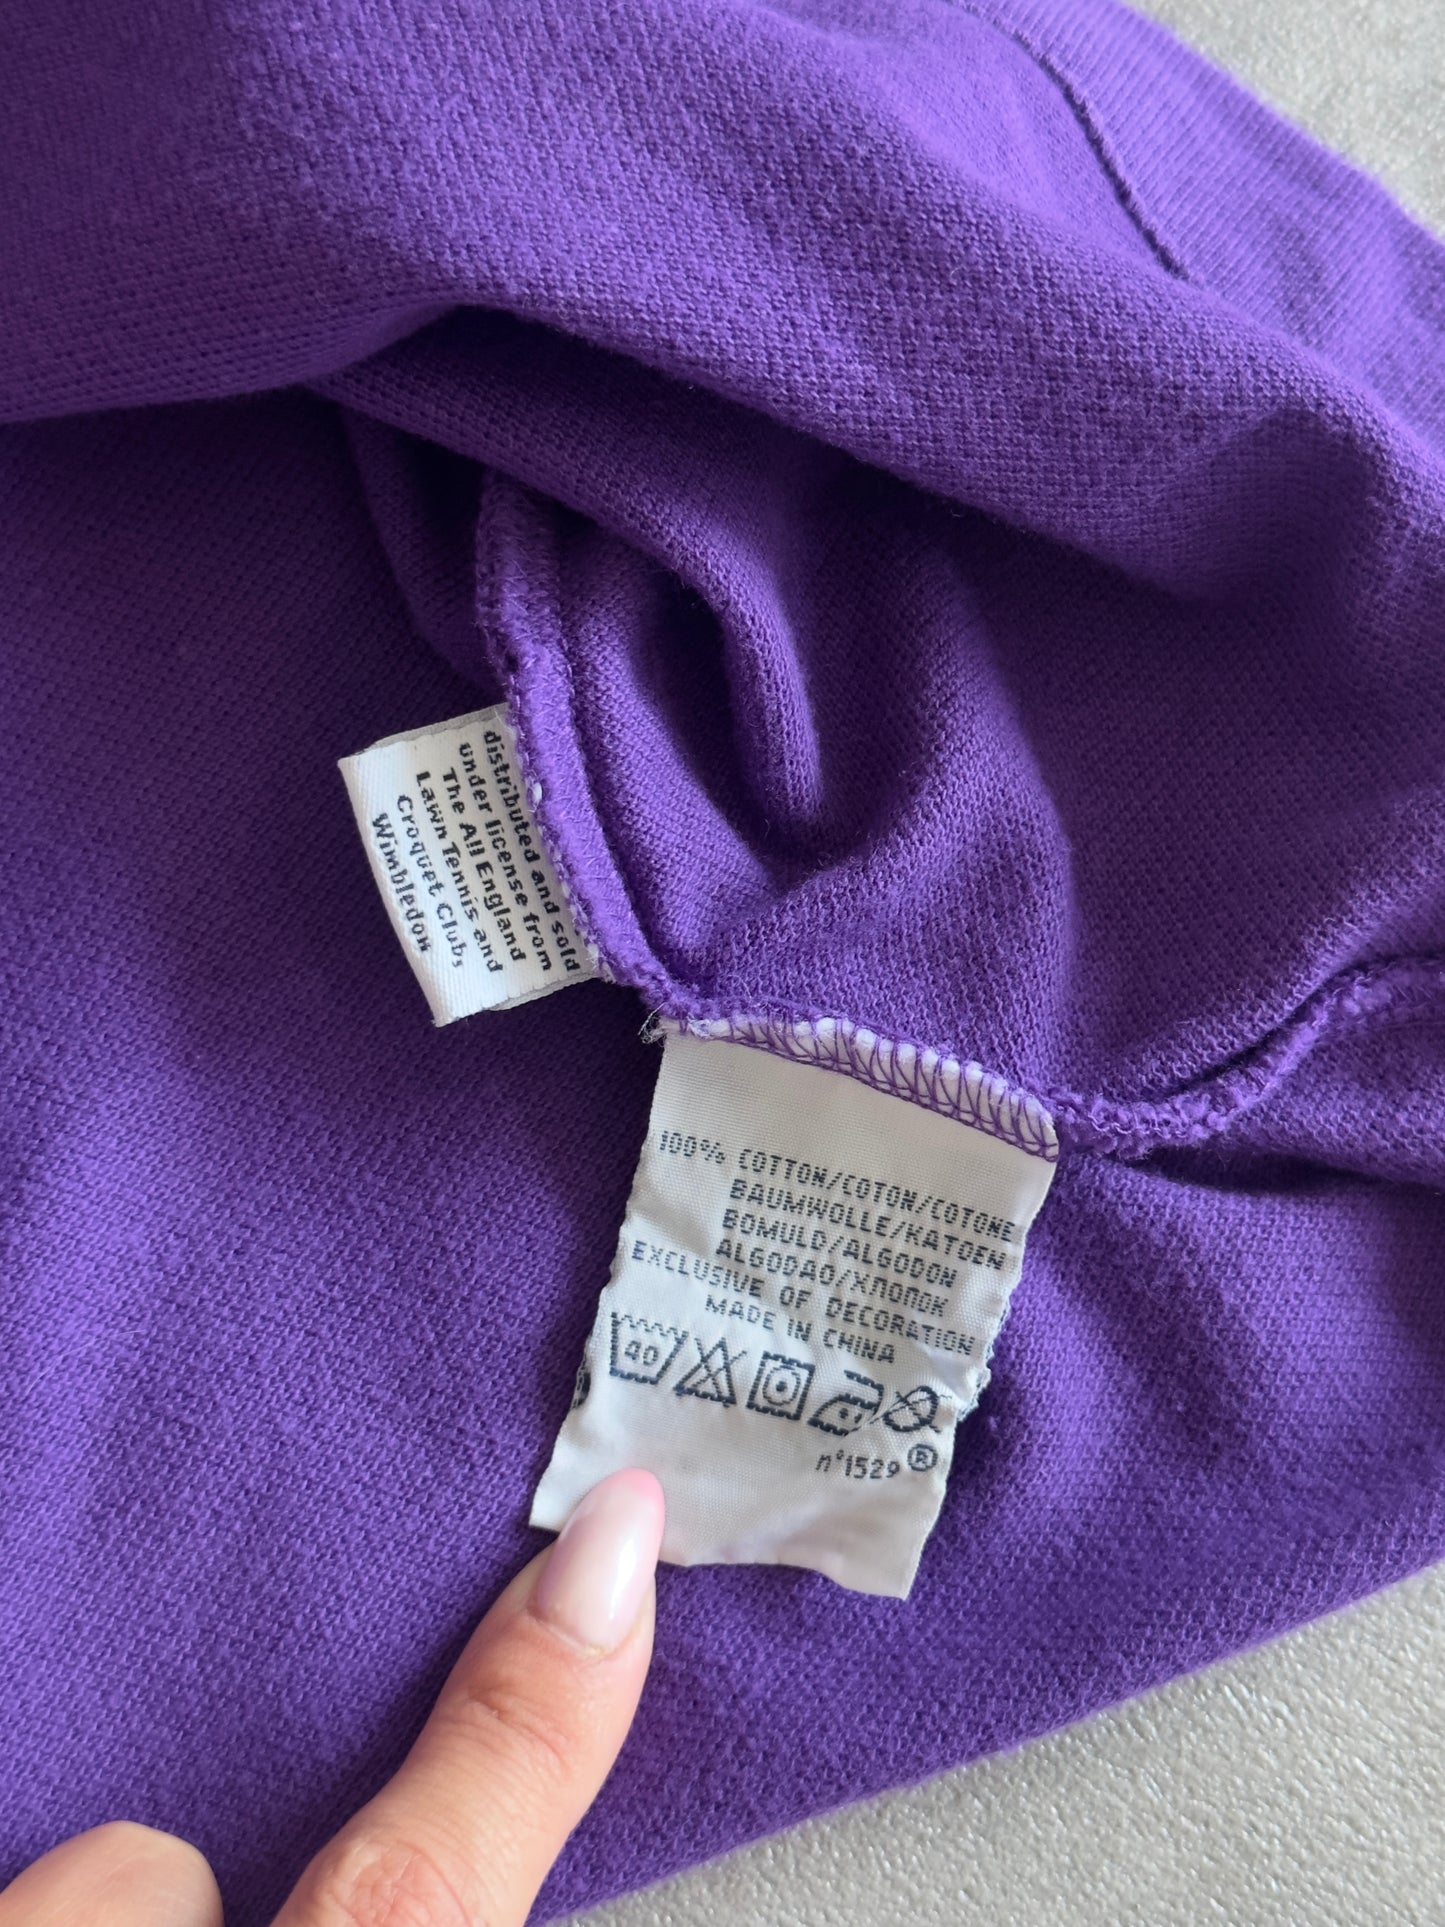 distributed and sold
under license from
The All England
Lawn Tennis and
Croquet Clubs
Wimbledon
100% COTTON/COTON/COTONE
BAUMWOLLE/KATOEN
BOMULD/ALGODON
ALGODAO/ХЛОПОК
EXCLUSIVE OF DECORATION
MADE IN CHINA
40
n°1529 ®